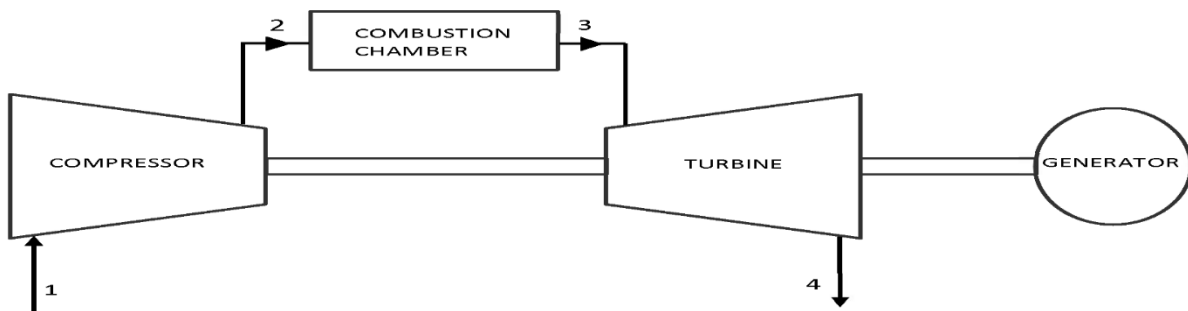 2
COMBUSTION
CHAMBER
3
COMPRESSOR
TURBINE
GENERATOR
1
4